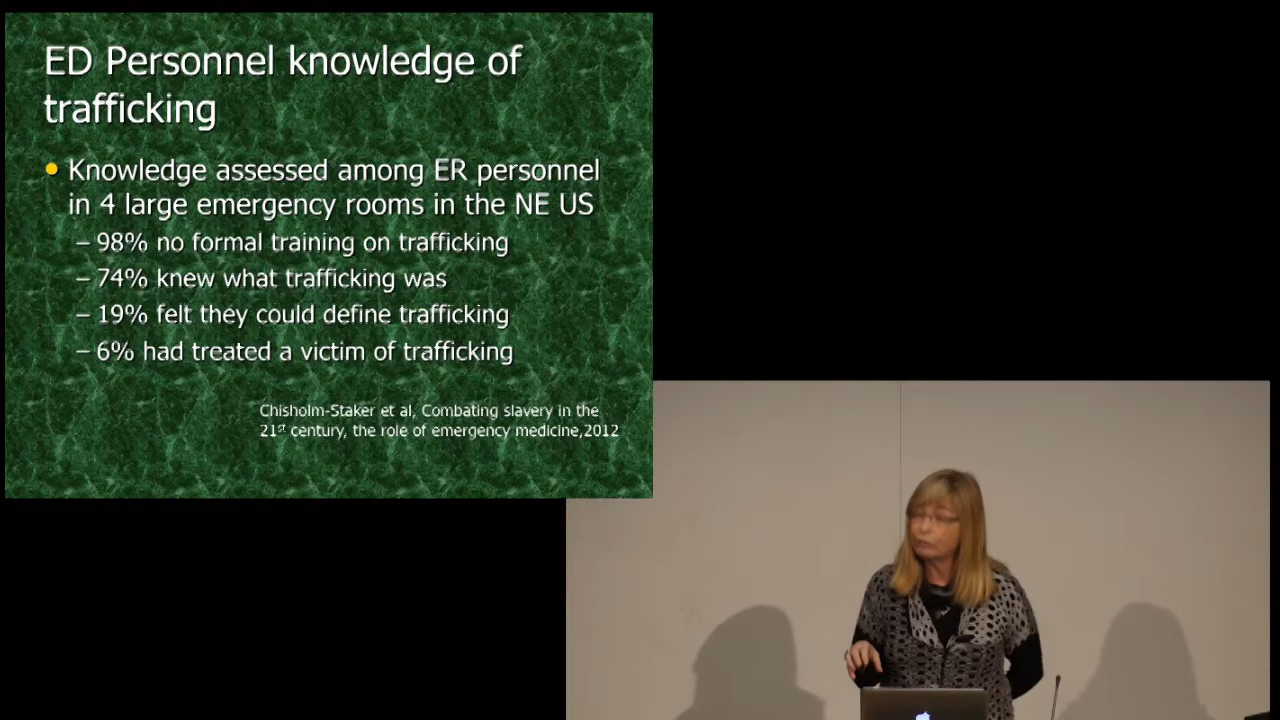 ED Personnel knowledge of
trafficking
Knowledge assessed among ER personnel
in 4 large emergency rooms in the NE US
– 98% no formal training on trafficking
– 74% knew what trafficking was
– 19% felt they could define trafficking
– 6% had treated a victim of trafficking
Chisholm-Staker et al, Combating slavery in the
21st century, the role of emergency medicine,2012